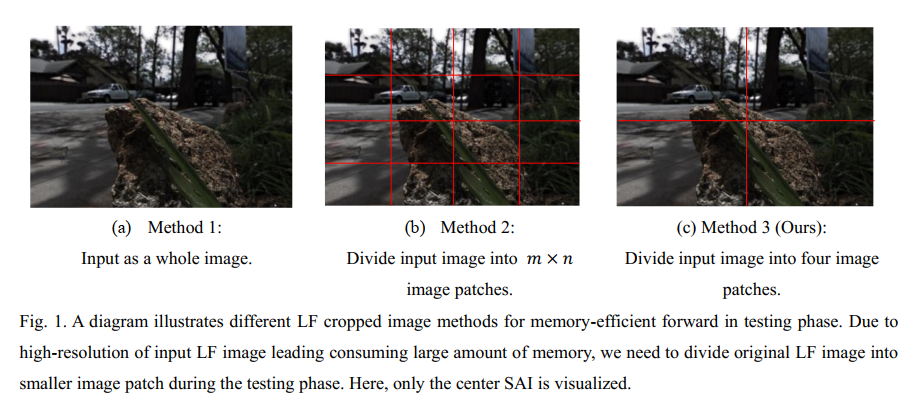 (a) Method 1:
Input as a whole image.
(b) Method 2:
Divide input image into m × n
image patches.
(c) Method 3 (Ours):
Divide input image into four image
patches.
Fig. 1. A diagram illustrates different LF cropped image methods for memory-efficient forward in testing phase. Due to
high-resolution of input LF image leading consuming large amount of memory, we need to divide original LF image into
smaller image patch during the testing phase. Here, only the center SAI is visualized.